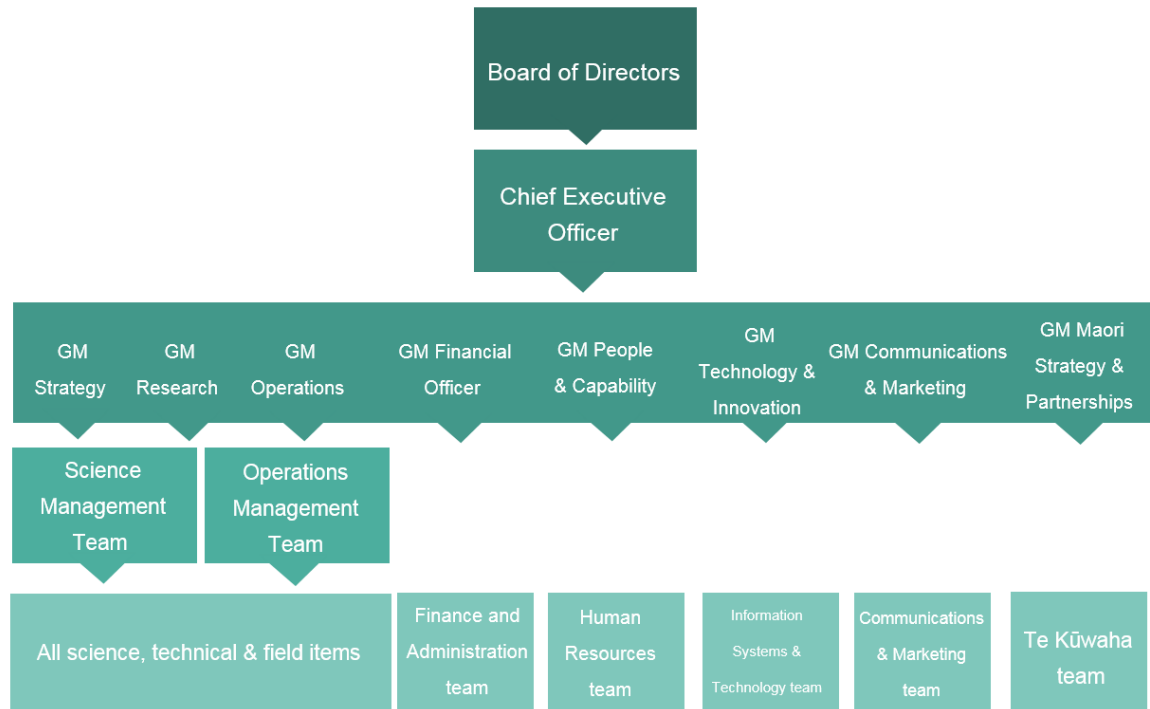 Board of Directors
Chief Executive
Officer
GM
Strategy
GM
Research
GM
Operations
GM Financial
Officer
GM People
& Capability
GM
Technology &
Innovation
GM Communications
& Marketing
GM Maori
Strategy &
Partnerships
Science
Management
Team
Operations
Management
Team
All science, technical & field items
Finance and
Administration
team
Human
Resources
team
Information
Systems &
Technology team
Communications
& Marketing
team
Te Kūwaha
team